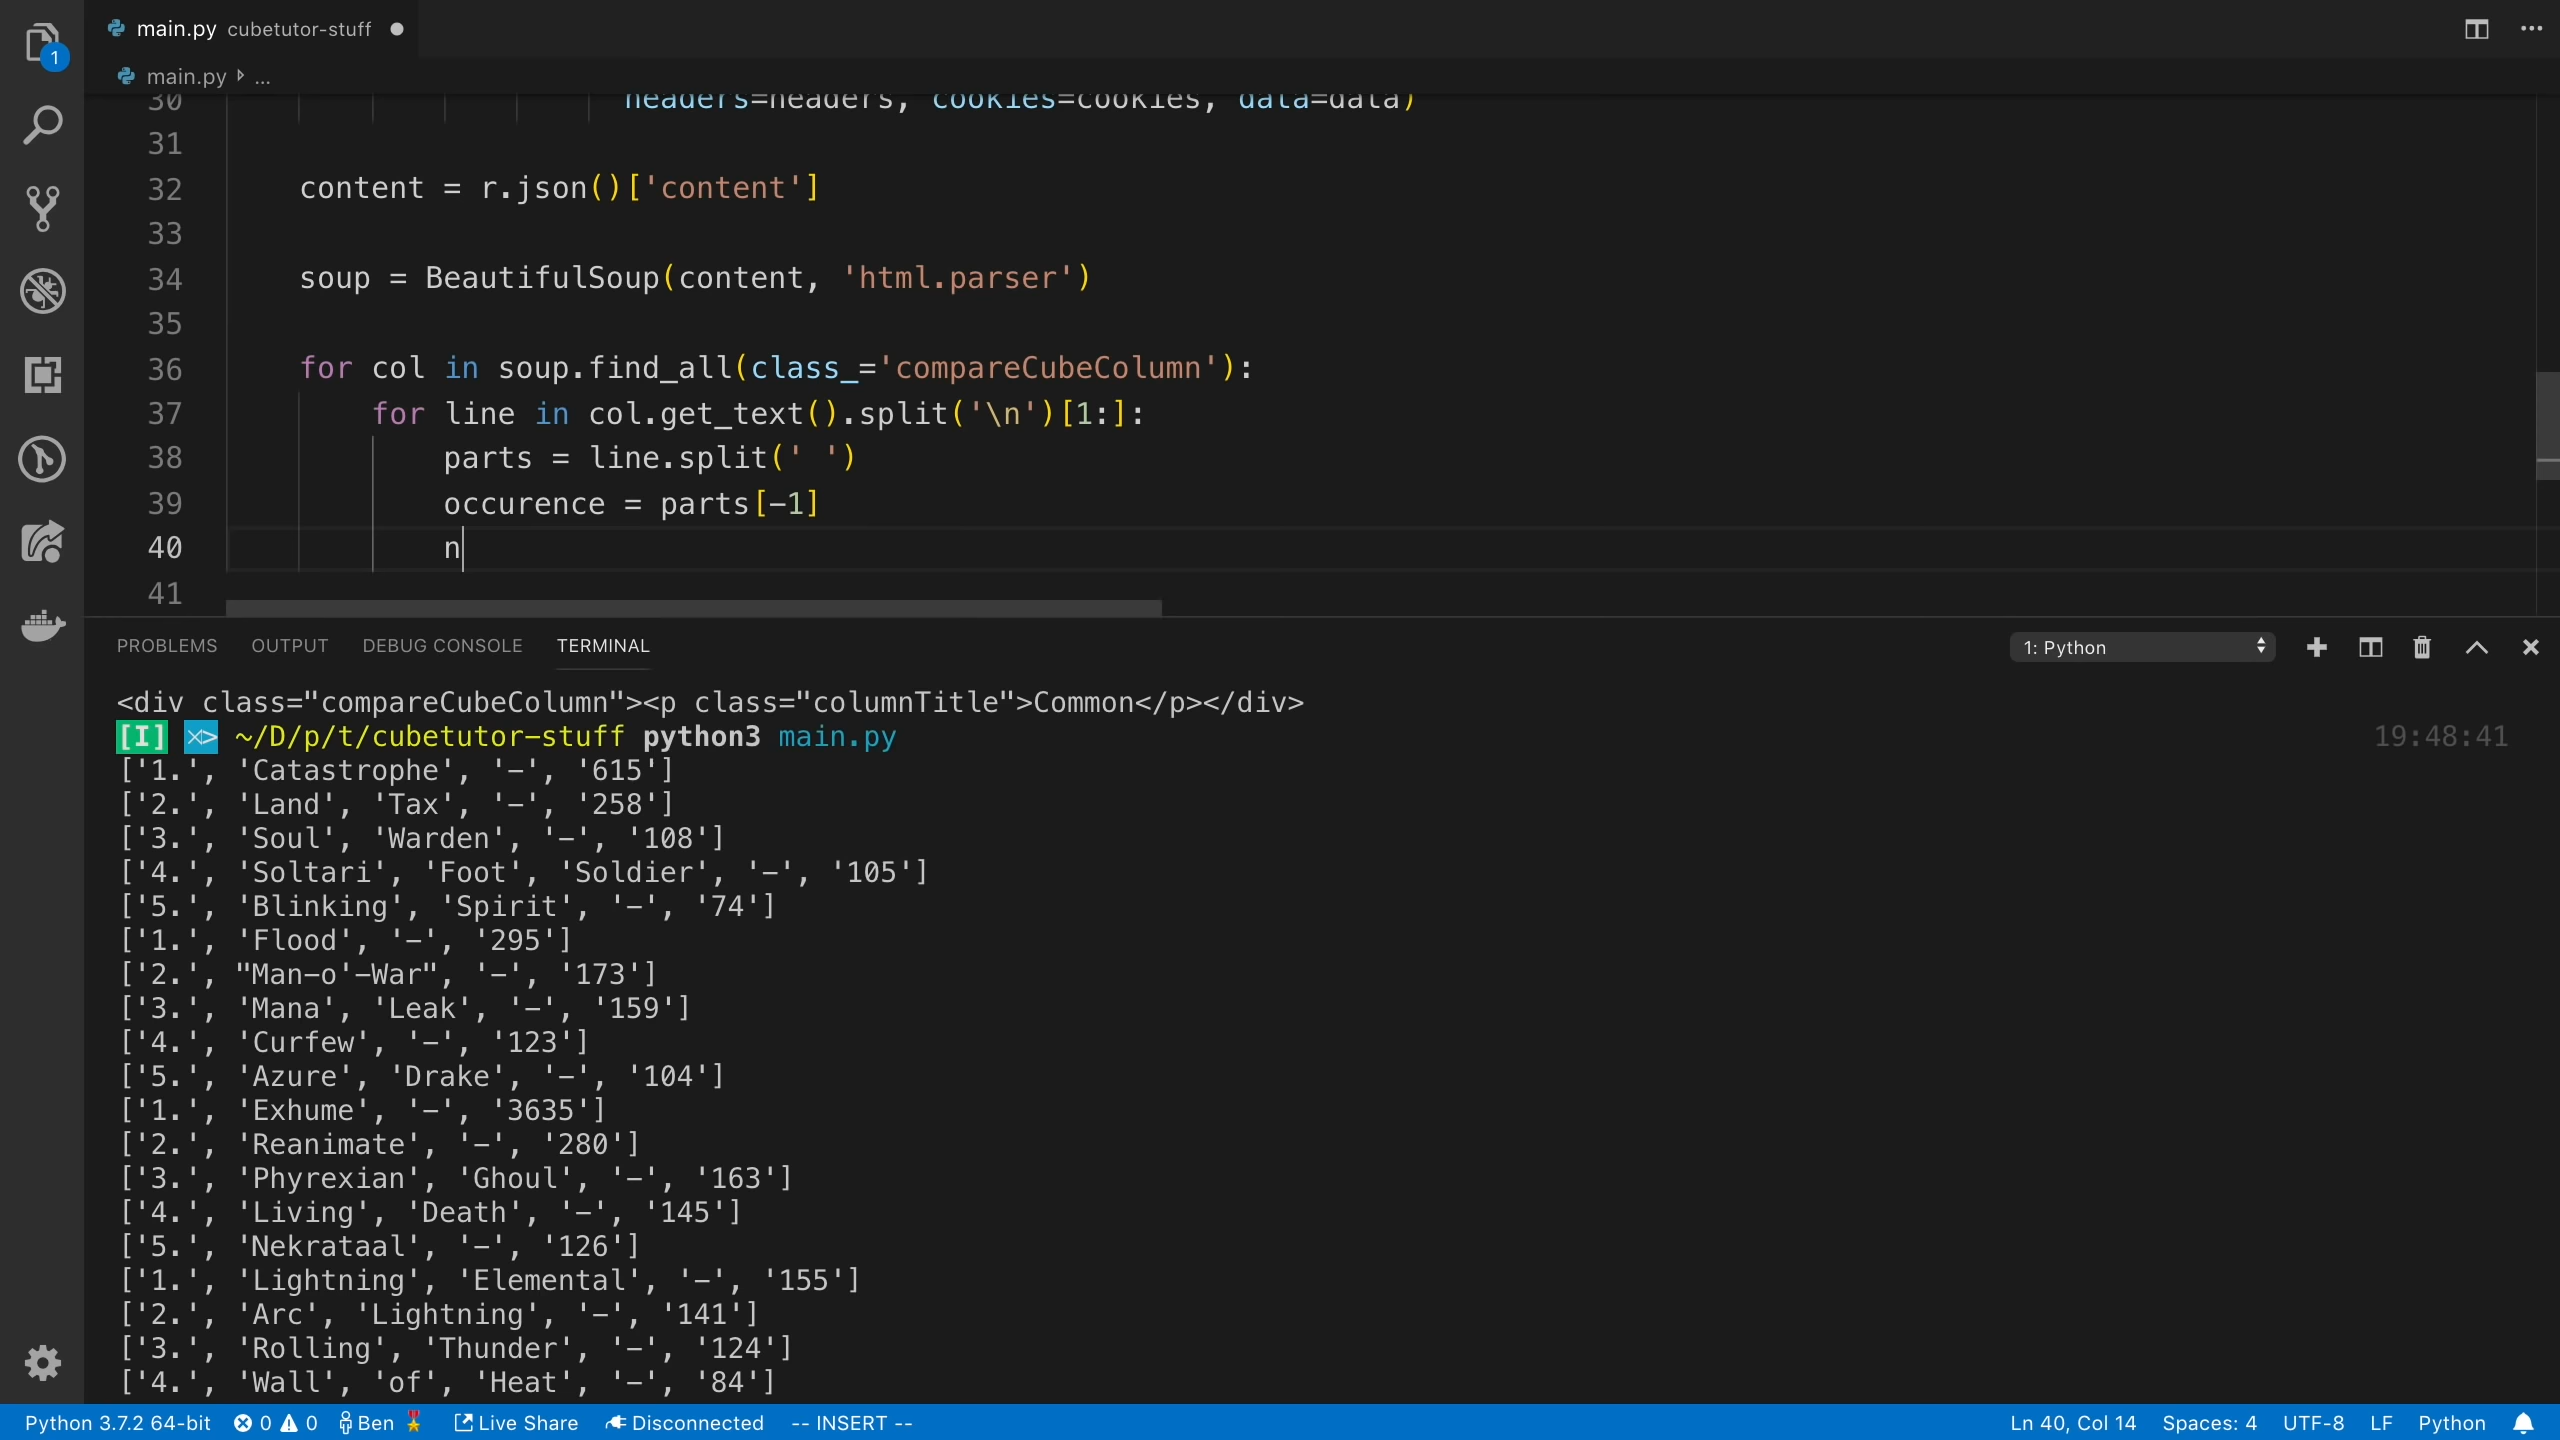 1
main.py cubetutor-stuff
main.py ...
30 headers=headers, cookies=cookies, data=data)
31
32 content = r.json()['content']
33
34 soup = BeautifulSoup(content, 'html.parser')
35
36 for col in soup.find_all(class_='compareCubeColumn'):
37 for line in col.get_text().split('\n')[1:]:
38 parts = line.split(' ')
39 occurence = parts[-1]
40 n
41
PROBLEMS OUTPUT DEBUG CONSOLE TERMINAL 1: Python
<div class="compareCubeColumn"><p class="columnTitle">Common</p></div>
[I] ~/D/p/t/cubetutor-stuff python3 main.py 19:48:41
['1.', 'Catastrophe', '-', '615']
['2.', 'Land', 'Tax', '-', '258']
['3.', 'Soul', 'Warden', '-', '108']
['4.', 'Soltari', 'Foot', 'Soldier', '-', '105']
['5.', 'Blinking', 'Spirit', '-', '74']
['1.', 'Flood', '-', '295']
['2.', "Man-o'-War", '-', '173']
['3.', 'Mana', 'Leak', '-', '159']
['4.', 'Curfew', '-', '123']
['5.', 'Azure', 'Drake', '-', '104']
['1.', 'Exhume', '-', '3635']
['2.', 'Reanimate', '-', '280']
['3.', 'Phyrexian', 'Ghoul', '-', '163']
['4.', 'Living', 'Death', '-', '145']
['5.', 'Nekrataal', '-', '126']
['1.', 'Lightning', 'Elemental', '-', '155']
['2.', 'Arc', 'Lightning', '-', '141']
['3.', 'Rolling', 'Thunder', '-', '124']
['4.', 'Wall', 'of', 'Heat', '-', '84']
Python 3.7.2 64-bit 0 0 Ben Live Share Disconnected -- INSERT -- Ln 40, Col 14 Spaces: 4 UTF-8 LF Python